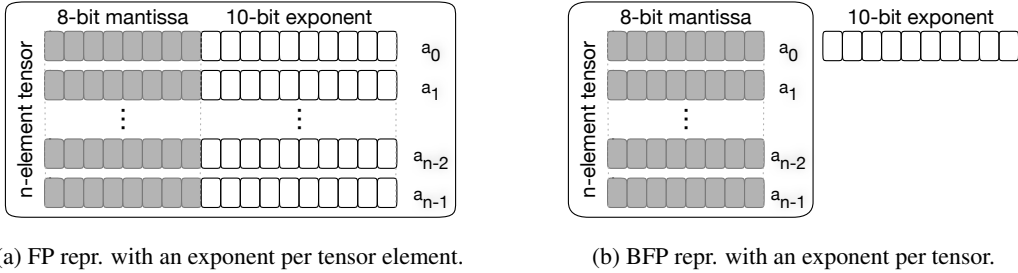 8-bit mantissa 10-bit exponent
n-element tensor
a0
a1
⋮ ⋮
an-2
an-1
(a) FP repr. with an exponent per tensor element.
8-bit mantissa 10-bit exponent
n-element tensor
a0
a1
⋮
an-2
an-1
(b) BFP repr. with an exponent per tensor.